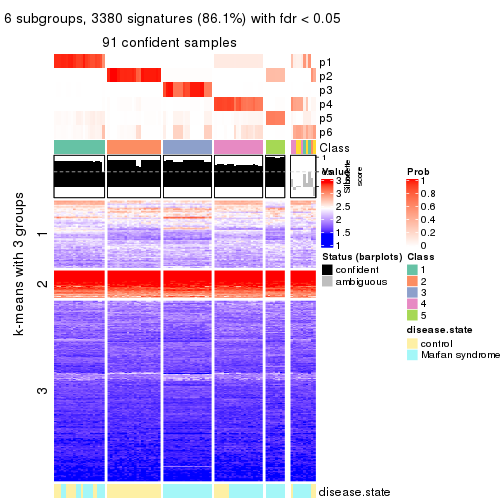 6 subgroups, 3380 signatures (86.1%) with fdr < 0.05
91 confident samples
p1
p2
p3
p4
p5
p6
Class
1
Silhouette
score
k-means with 3 groups
1
2
3
disease.state
Value
3
2.5
2
1.5
1
Prob
1
0.8
0.6
0.4
0.2
0
Status (barplots)
confident
ambiguous
Class
1
2
3
4
5
disease.state
control
Marfan syndrome